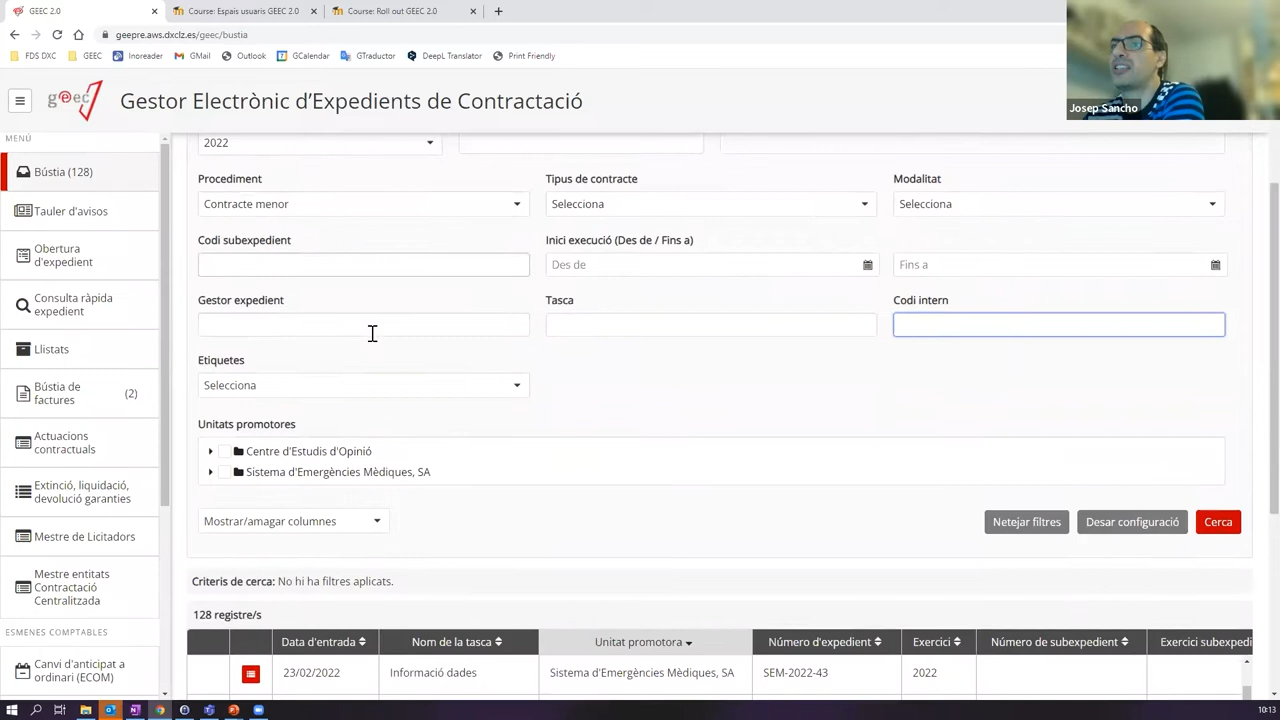 GEEC 2.0
Course: Espais usuaris GEEC 2.0
Course: Roll out GEEC 2.0
geepre.aws.dxclz.es/geec/bustia
FDS DXC
GEEC
Inoreader
GMail
Outlook
GCalendar
GTraductor
DeepL Translator
Print Friendly
Josep Sancho
geec
Gestor Electrònic d'Expedients de Contractació
MENÚ
Bústia (128)
Tauler d'avisos
Obertura
d'expedient
Consulta ràpida
expedient
Llistats
Bústia de
factures
(2)
Actuacions
contractuals
Extinció, liquidació,
devolució garanties
Mestre de Licitadors
Mestre entitats
Contractació
Centralitzada
ESMENES COMPTABLES
Canvi d'anticipat a
ordinari (ECOM)
2022
Procediment
Tipus de contracte
Modalitat
Contracte menor
Selecciona
Selecciona
Codi subexpedient
Inici execució (Des de / Fins a)
Des de
Fins a
Gestor expedient
Tasca
Codi intern
Etiquetes
Selecciona
Unitats promotores
Centre d'Estudis d'Opinió
Sistema d'Emergències Mèdiques, SA
Mostrar/amagar columnes
Netejar filtres
Desar configuració
Cerca
Criteris de cerca: No hi ha filtres aplicats.
128 registre/s
Data d'entrada
Nom de la tasca
Unitat promotora
Número d'expedient
Exercici
Número de subexpedient
Exercici subexpedi
23/02/2022
Informació dades
Sistema d'Emergències Mèdiques, SA
SEM-2022-43
2022
10:13